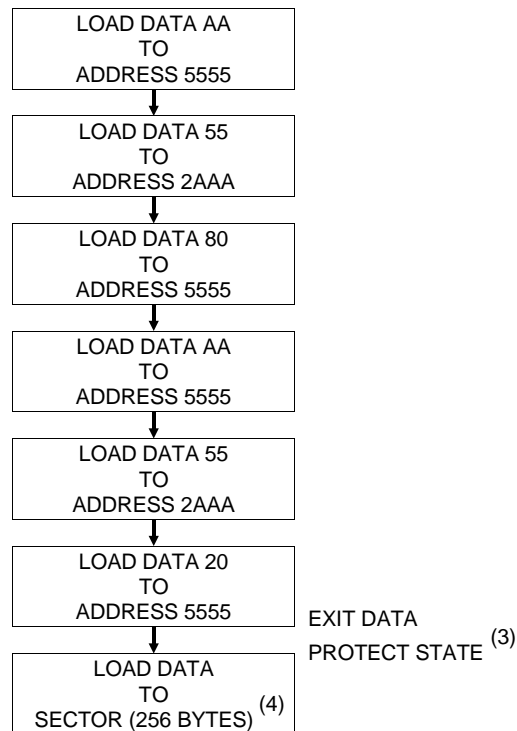 LOAD DATA AA
TO
ADDRESS 5555
LOAD DATA 55
TO
ADDRESS 2AAA
LOAD DATA 80
TO
ADDRESS 5555
LOAD DATA AA
TO
ADDRESS 5555
LOAD DATA 55
TO
ADDRESS 2AAA
LOAD DATA 20
TO
ADDRESS 5555
EXIT DATA
PROTECT STATE (3)
LOAD DATA
TO
SECTOR (256 BYTES) (4)